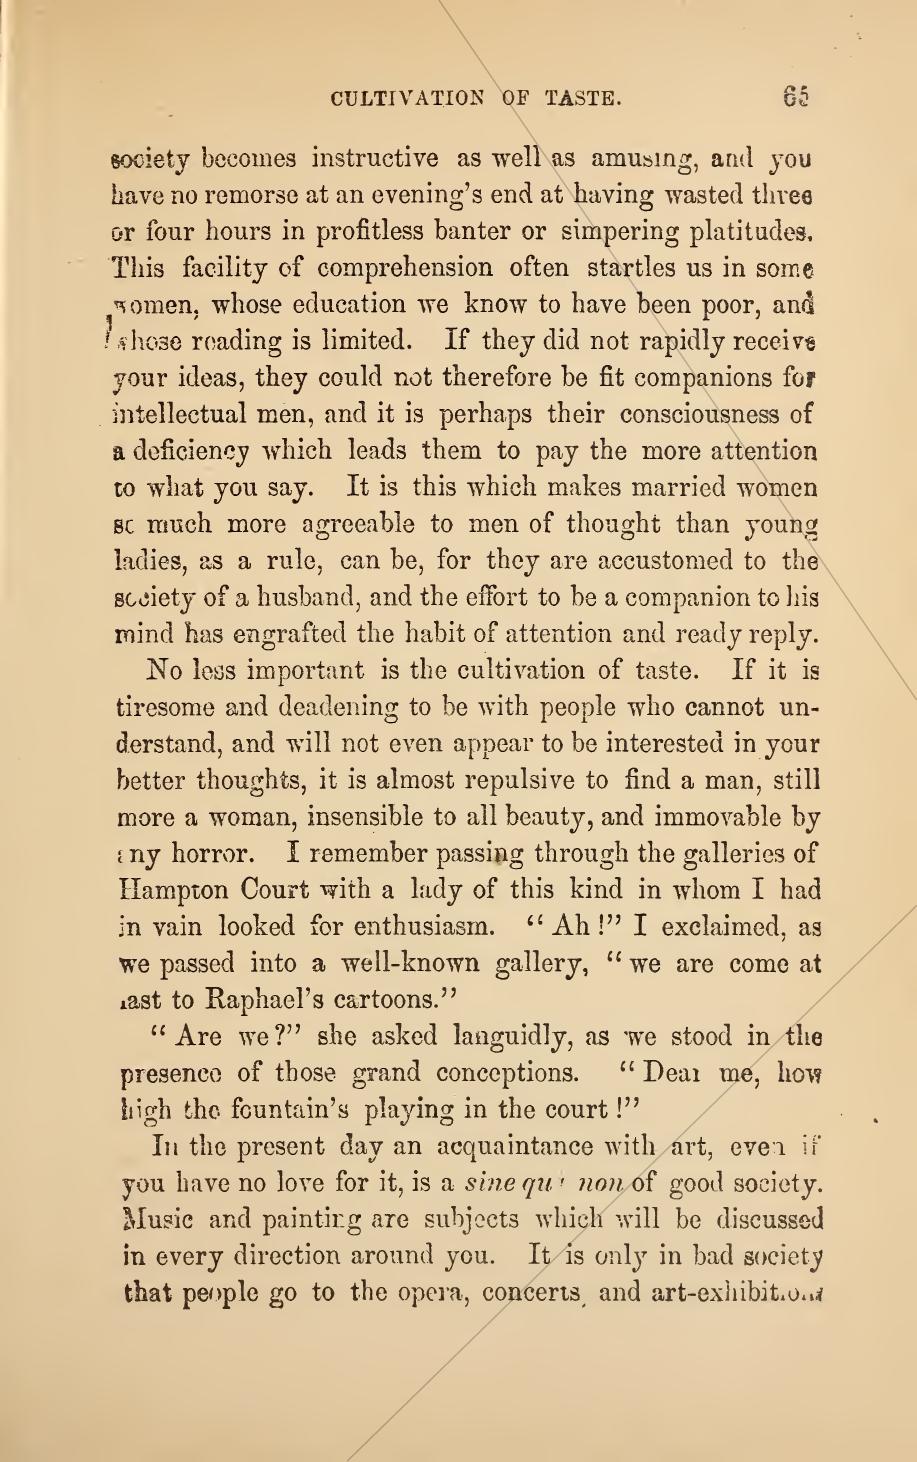 CULTIVATION OF TASTE. 65
society becomes instructive as well as amusing, and you
have no remorse at an evening's end at having wasted three
or four hours in profitless banter or simpering platitudes.
This facility of comprehension often startles us in some
women, whose education we know to have been poor, and
whose reading is limited. If they did not rapidly receive
your ideas, they could not therefore be fit companions for
intellectual men, and it is perhaps their consciousness of
a deficiency which leads them to pay the more attention
to what you say. It is this which makes married women
so much more agreeable to men of thought than young
ladies, as a rule, can be, for they are accustomed to the
society of a husband, and the effort to be a companion to his
mind has engrafted the habit of attention and ready reply.
No less important is the cultivation of taste. If it is
tiresome and deadening to be with people who cannot un-
derstand, and will not even appear to be interested in your
better thoughts, it is almost repulsive to find a man, still
more a woman, insensible to all beauty, and immovable by
any horror. I remember passing through the galleries of
Hampton Court with a lady of this kind in whom I had
in vain looked for enthusiasm. "Ah!" I exclaimed, as
we passed into a well-known gallery, "we are come at
last to Raphael's cartoons."
"Are we?" she asked languidly, as we stood in the
presence of those grand conceptions. "Dear me, how
high the fountain's playing in the court!"
In the present day an acquaintance with art, even if
you have no love for it, is a sine qua non of good society.
Music and painting are subjects which will be discussed
in every direction around you. It is only in bad society
that people go to the opera, concerts, and art-exhibitions